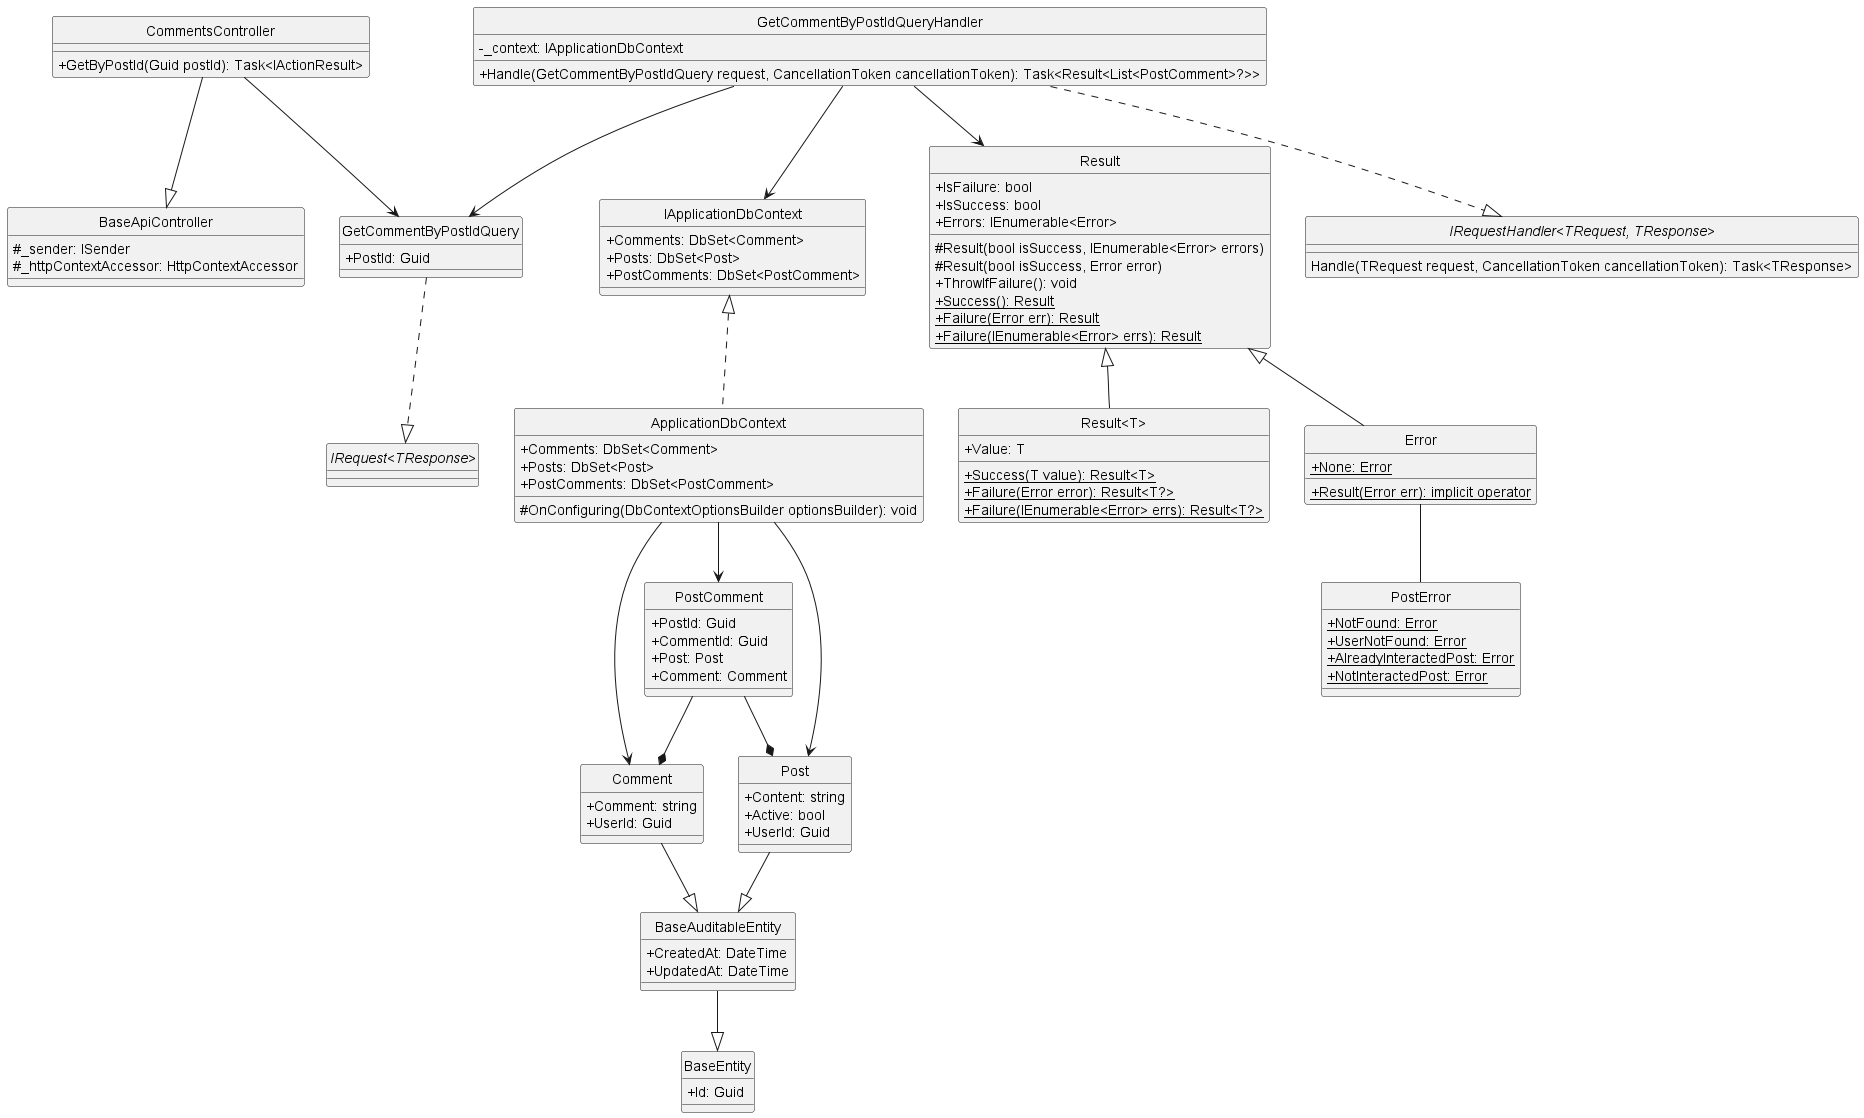 CommentsController
+GetByPostId(Guid postId): Task<IActionResult>
GetCommentByPostIdQueryHandler
-_context: IApplicationDbContext
+Handle(GetCommentByPostIdQuery request, CancellationToken cancellationToken): Task<Result<List<PostComment>?>>
BaseApiController
#_sender: ISender
#_httpContextAccessor: HttpContextAccessor
GetCommentByPostIdQuery
+PostId: Guid
IApplicationDbContext
+Comments: DbSet<Comment>
+Posts: DbSet<Post>
+PostComments: DbSet<PostComment>
Result
+IsFailure: bool
+IsSuccess: bool
+Errors: IEnumerable<Error>
#Result(bool isSuccess, IEnumerable<Error> errors)
#Result(bool isSuccess, Error error)
+ThrowIfFailure(): void
+Success(): Result
+Failure(Error err): Result
+Failure(IEnumerable<Error> errs): Result
IRequestHandler<TRequest, TResponse>
Handle(TRequest request, CancellationToken cancellationToken): Task<TResponse>
IRequest<TResponse>
ApplicationDbContext
+Comments: DbSet<Comment>
+Posts: DbSet<Post>
+PostComments: DbSet<PostComment>
#OnConfiguring(DbContextOptionsBuilder optionsBuilder): void
Result<T>
+Value: T
+Success(T value): Result<T>
+Failure(Error error): Result<T?>
+Failure(IEnumerable<Error> errs): Result<T?>
Error
+None: Error
+Result(Error err): implicit operator
PostComment
+PostId: Guid
+CommentId: Guid
+Post: Post
+Comment: Comment
PostError
+NotFound: Error
+UserNotFound: Error
+AlreadyInteractedPost: Error
+NotInteractedPost: Error
Comment
+Comment: string
+UserId: Guid
Post
+Content: string
+Active: bool
+UserId: Guid
BaseAuditableEntity
+CreatedAt: DateTime
+UpdatedAt: DateTime
BaseEntity
+Id: Guid